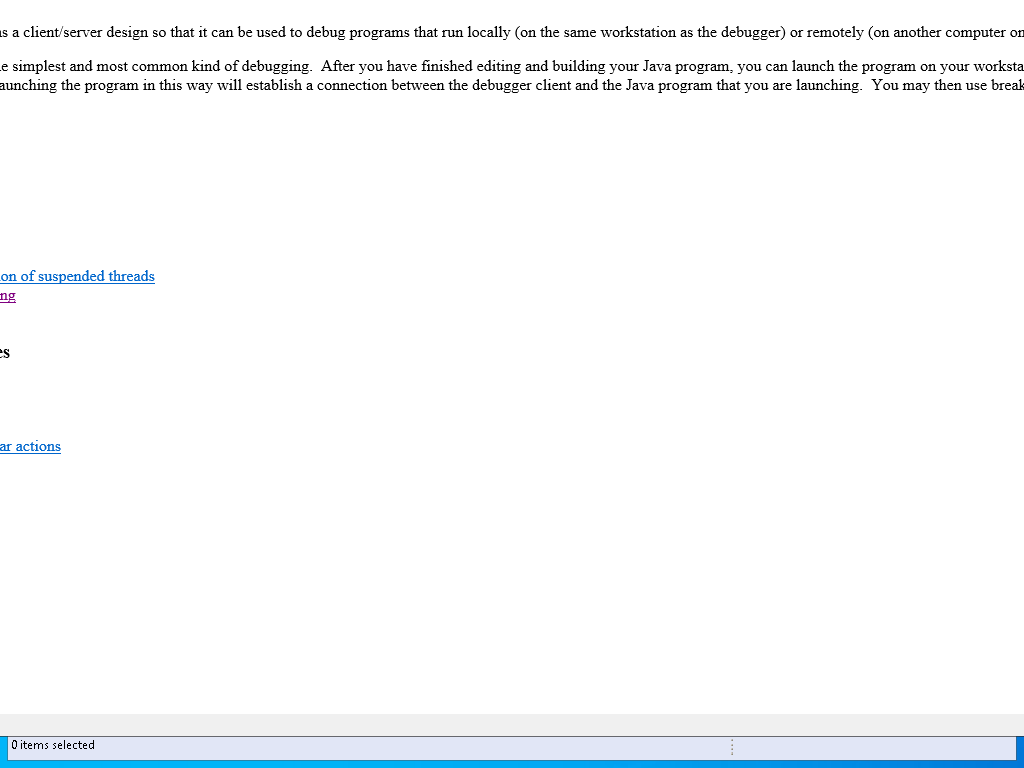 s a client/server design so that it can be used to debug programs that run locally (on the same workstation as the debugger) or remotely (on another computer on
e simplest and most common kind of debugging.  After you have finished editing and building your Java program, you can launch the program on your worksta
aunching the program in this way will establish a connection between the debugger client and the Java program that you are launching.  You may then use break
on of suspended threads
ng
es
ar actions
0 items selected